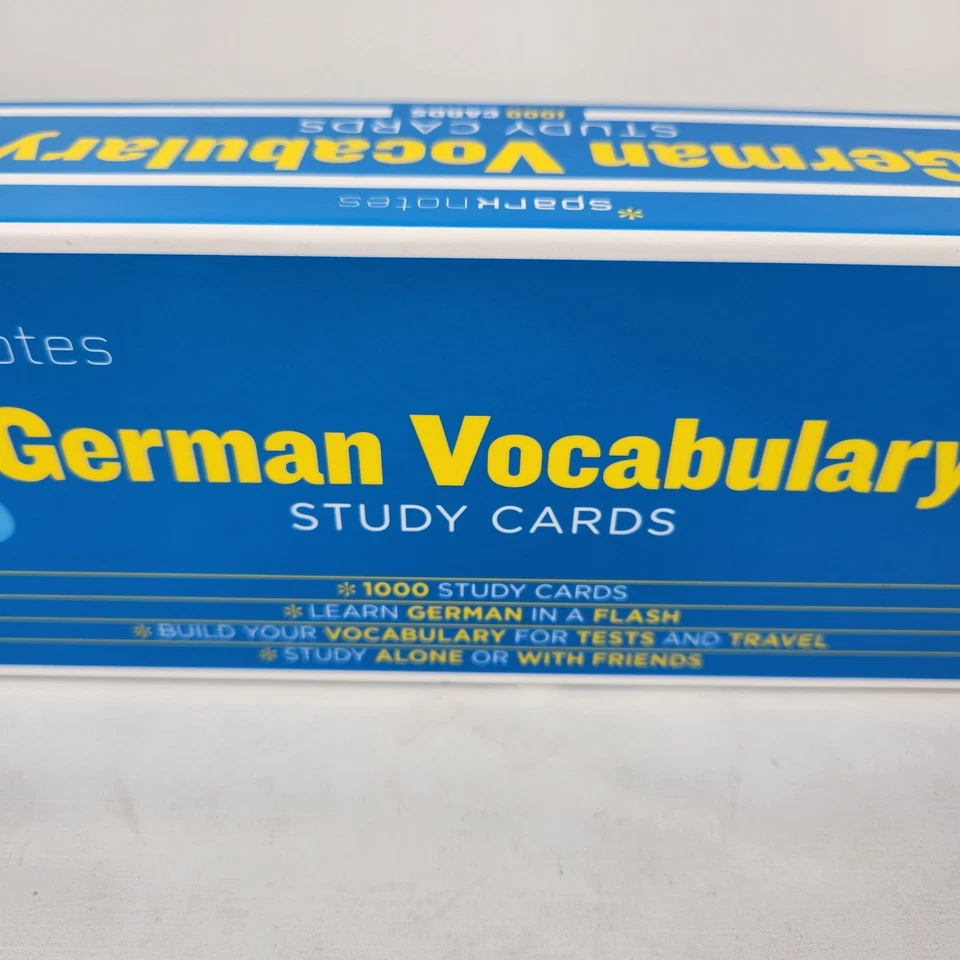 1000 CARDS
STUDY CARDS
German Vocabulary
*sparknotes
otes
German Vocabulary
STUDY CARDS
* 1000 STUDY CARDS
* LEARN GERMAN IN A FLASH
* BUILD YOUR VOCABULARY FOR TESTS AND TRAVEL
* STUDY ALONE OR WITH FRIENDS